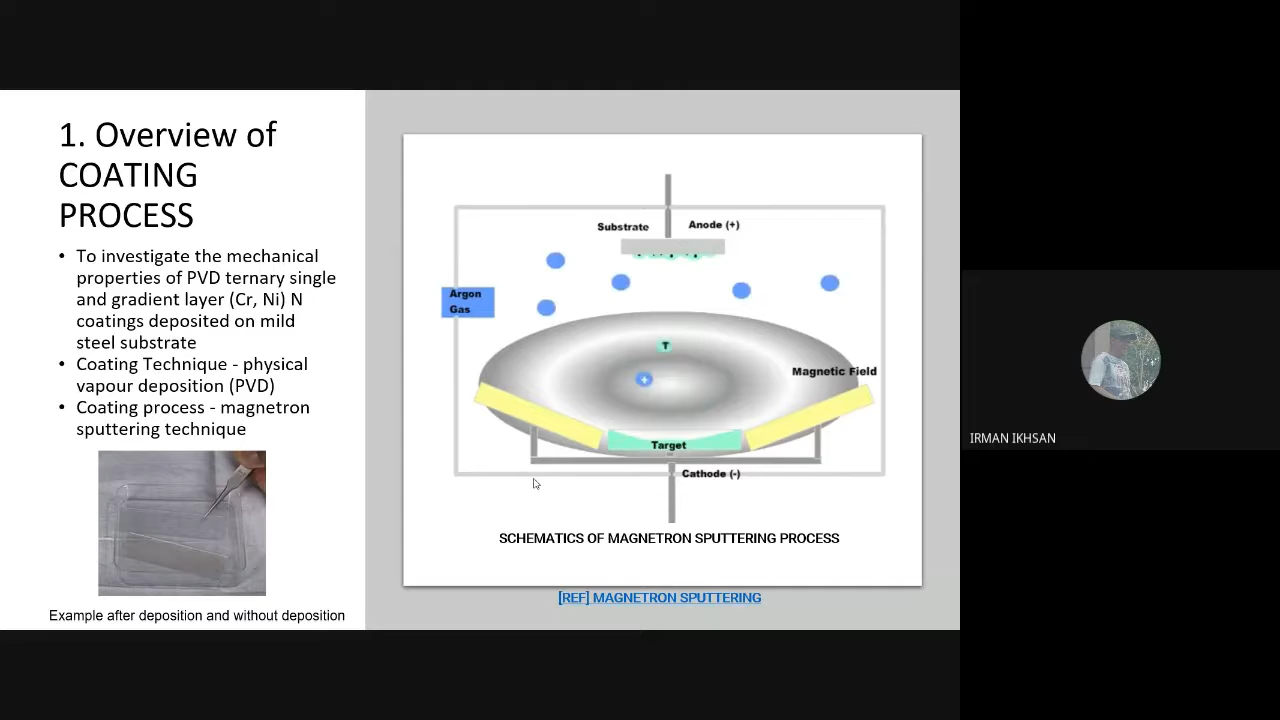 1. Overview of
COATING
PROCESS
• To investigate the mechanical
properties of PVD ternary single
and gradient layer (Cr, Ni) N
coatings deposited on mild
steel substrate
• Coating Technique - physical
vapour deposition (PVD)
• Coating process - magnetron
sputtering technique
Example after deposition and without deposition
Substrate
Anode (+)
Argon
Gas
T
+
Magnetic Field
Target
Cathode (-)
SCHEMATICS OF MAGNETRON SPUTTERING PROCESS
[REF] MAGNETRON SPUTTERING
IRMAN IKHSAN